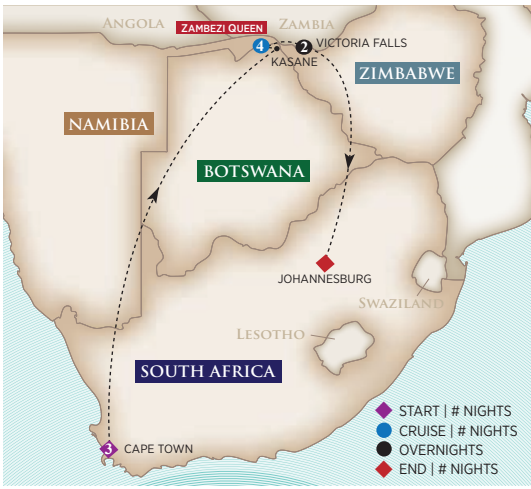 ANGOLA
ZAMBEZI QUEEN
ZAMBIA
4
2
VICTORIA FALLS
KASANE
ZIMBABWE
NAMIBIA
BOTSWANA
JOHANNESBURG
SWAZILAND
LESOTHO
SOUTH AFRICA
3
CAPE TOWN
START | # NIGHTS
CRUISE | # NIGHTS
OVERNIGHTS
END | # NIGHTS